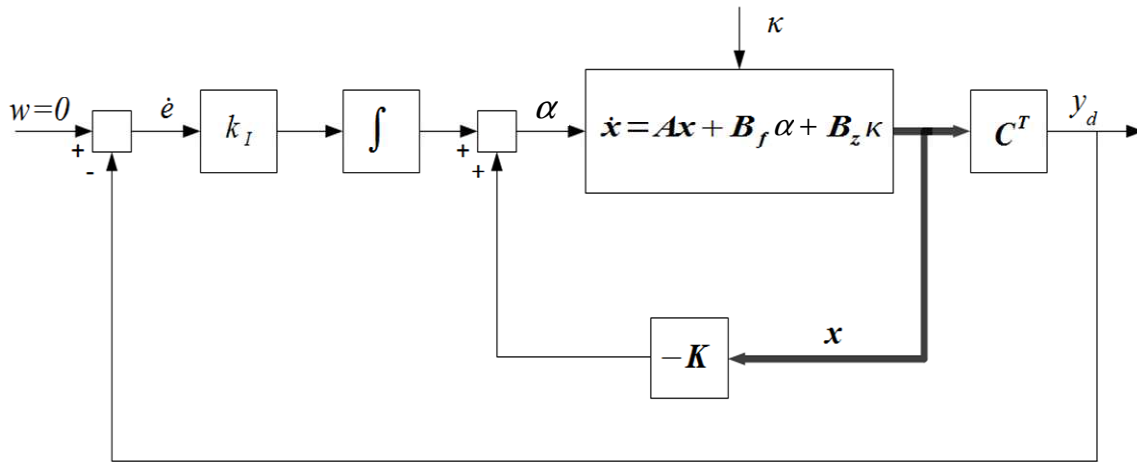 κ
w=0
ė
k_I
∫
α
ẋ = Ax + B_f α + B_z κ
C^T
y_d
+
-
+
+
-K
x